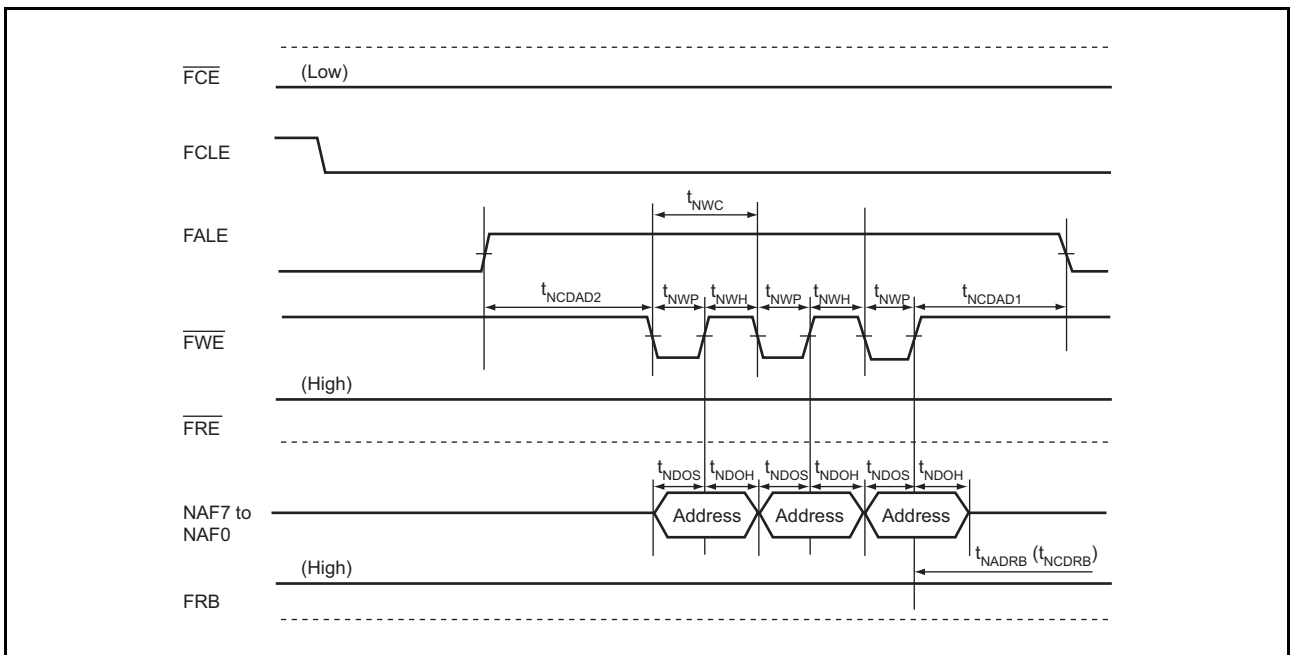 FCE (Low)
FCLE
tNWC
FALE
tNCDAD2 tNWP tNWH tNWP tNWH tNWP tNCDAD1
FWE
(High)
FRE
tNDOS tNDOH tNDOS tNDOH tNDOS tNDOH
NAF7 to
NAF0
Address Address Address
tNADRB (tNCDRB)
(High)
FRB